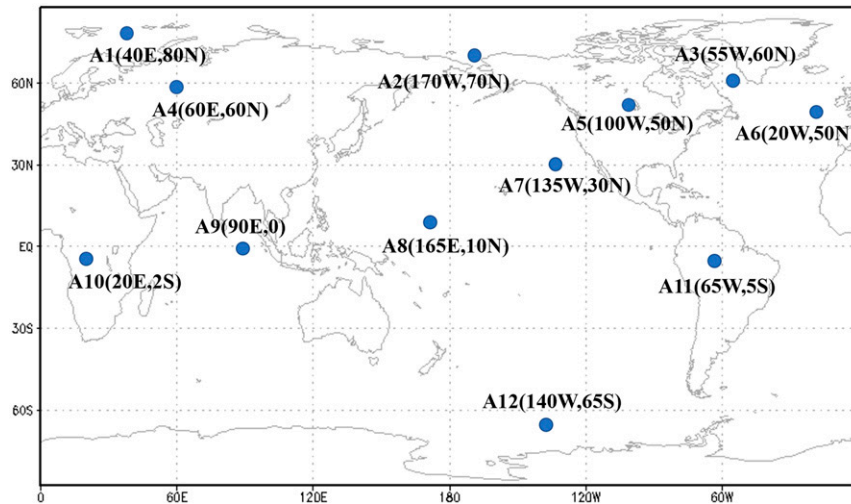 A1(40E,80N)
A2(170W,70N)
A3(55W,60N)
60N
A4(60E,60N)
A5(100W,50N)
A6(20W,50N
30N
A7(135W,30N)
A9(90E,0)
EQ
A8(165E,10N)
A10(20E,2S)
A11(65W,5S)
30S
A12(140W,65S)
60S
0
60E
120E
180
120W
60W